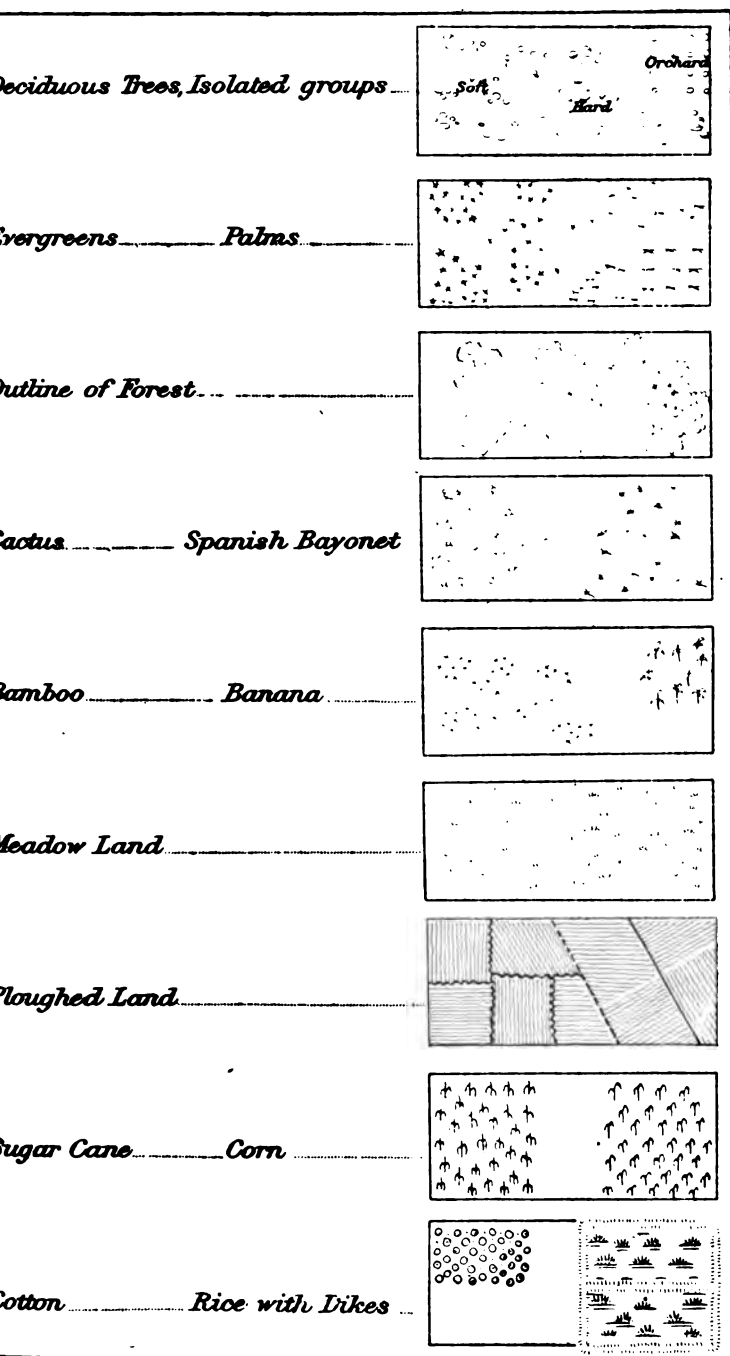 Deciduous Trees, Isolated groups
Orchard
Soft
Hard
Evergreens Palms
Outline of Forest
Cactus Spanish Bayonet
Bamboo Banana
Meadow Land
Ploughed Land
Sugar Cane Corn
Cotton Rice with Dikes